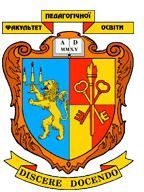 ПЕДАГОГІЧНОЇ
ФАКУЛЬТЕТ ОСВІТИ
A D
MMXV
DISCERE DOCENDO